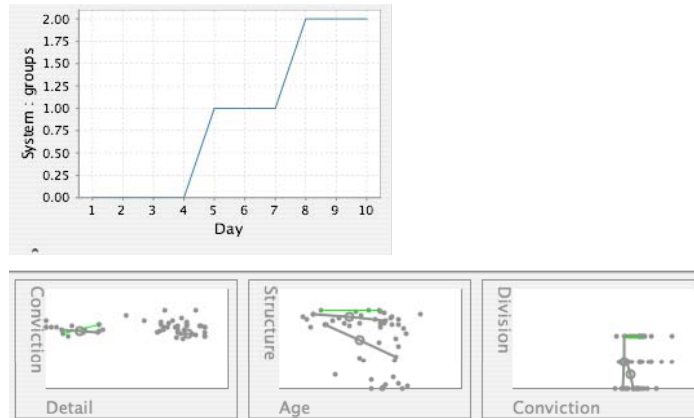 2.00
1.75
1.50
1.25
1.00
0.75
0.50
0.25
0.00
System : groups
1 2 3 4 5 6 7 8 9 10
Day
Conviction
Detail
Structure
Age
Division
Conviction